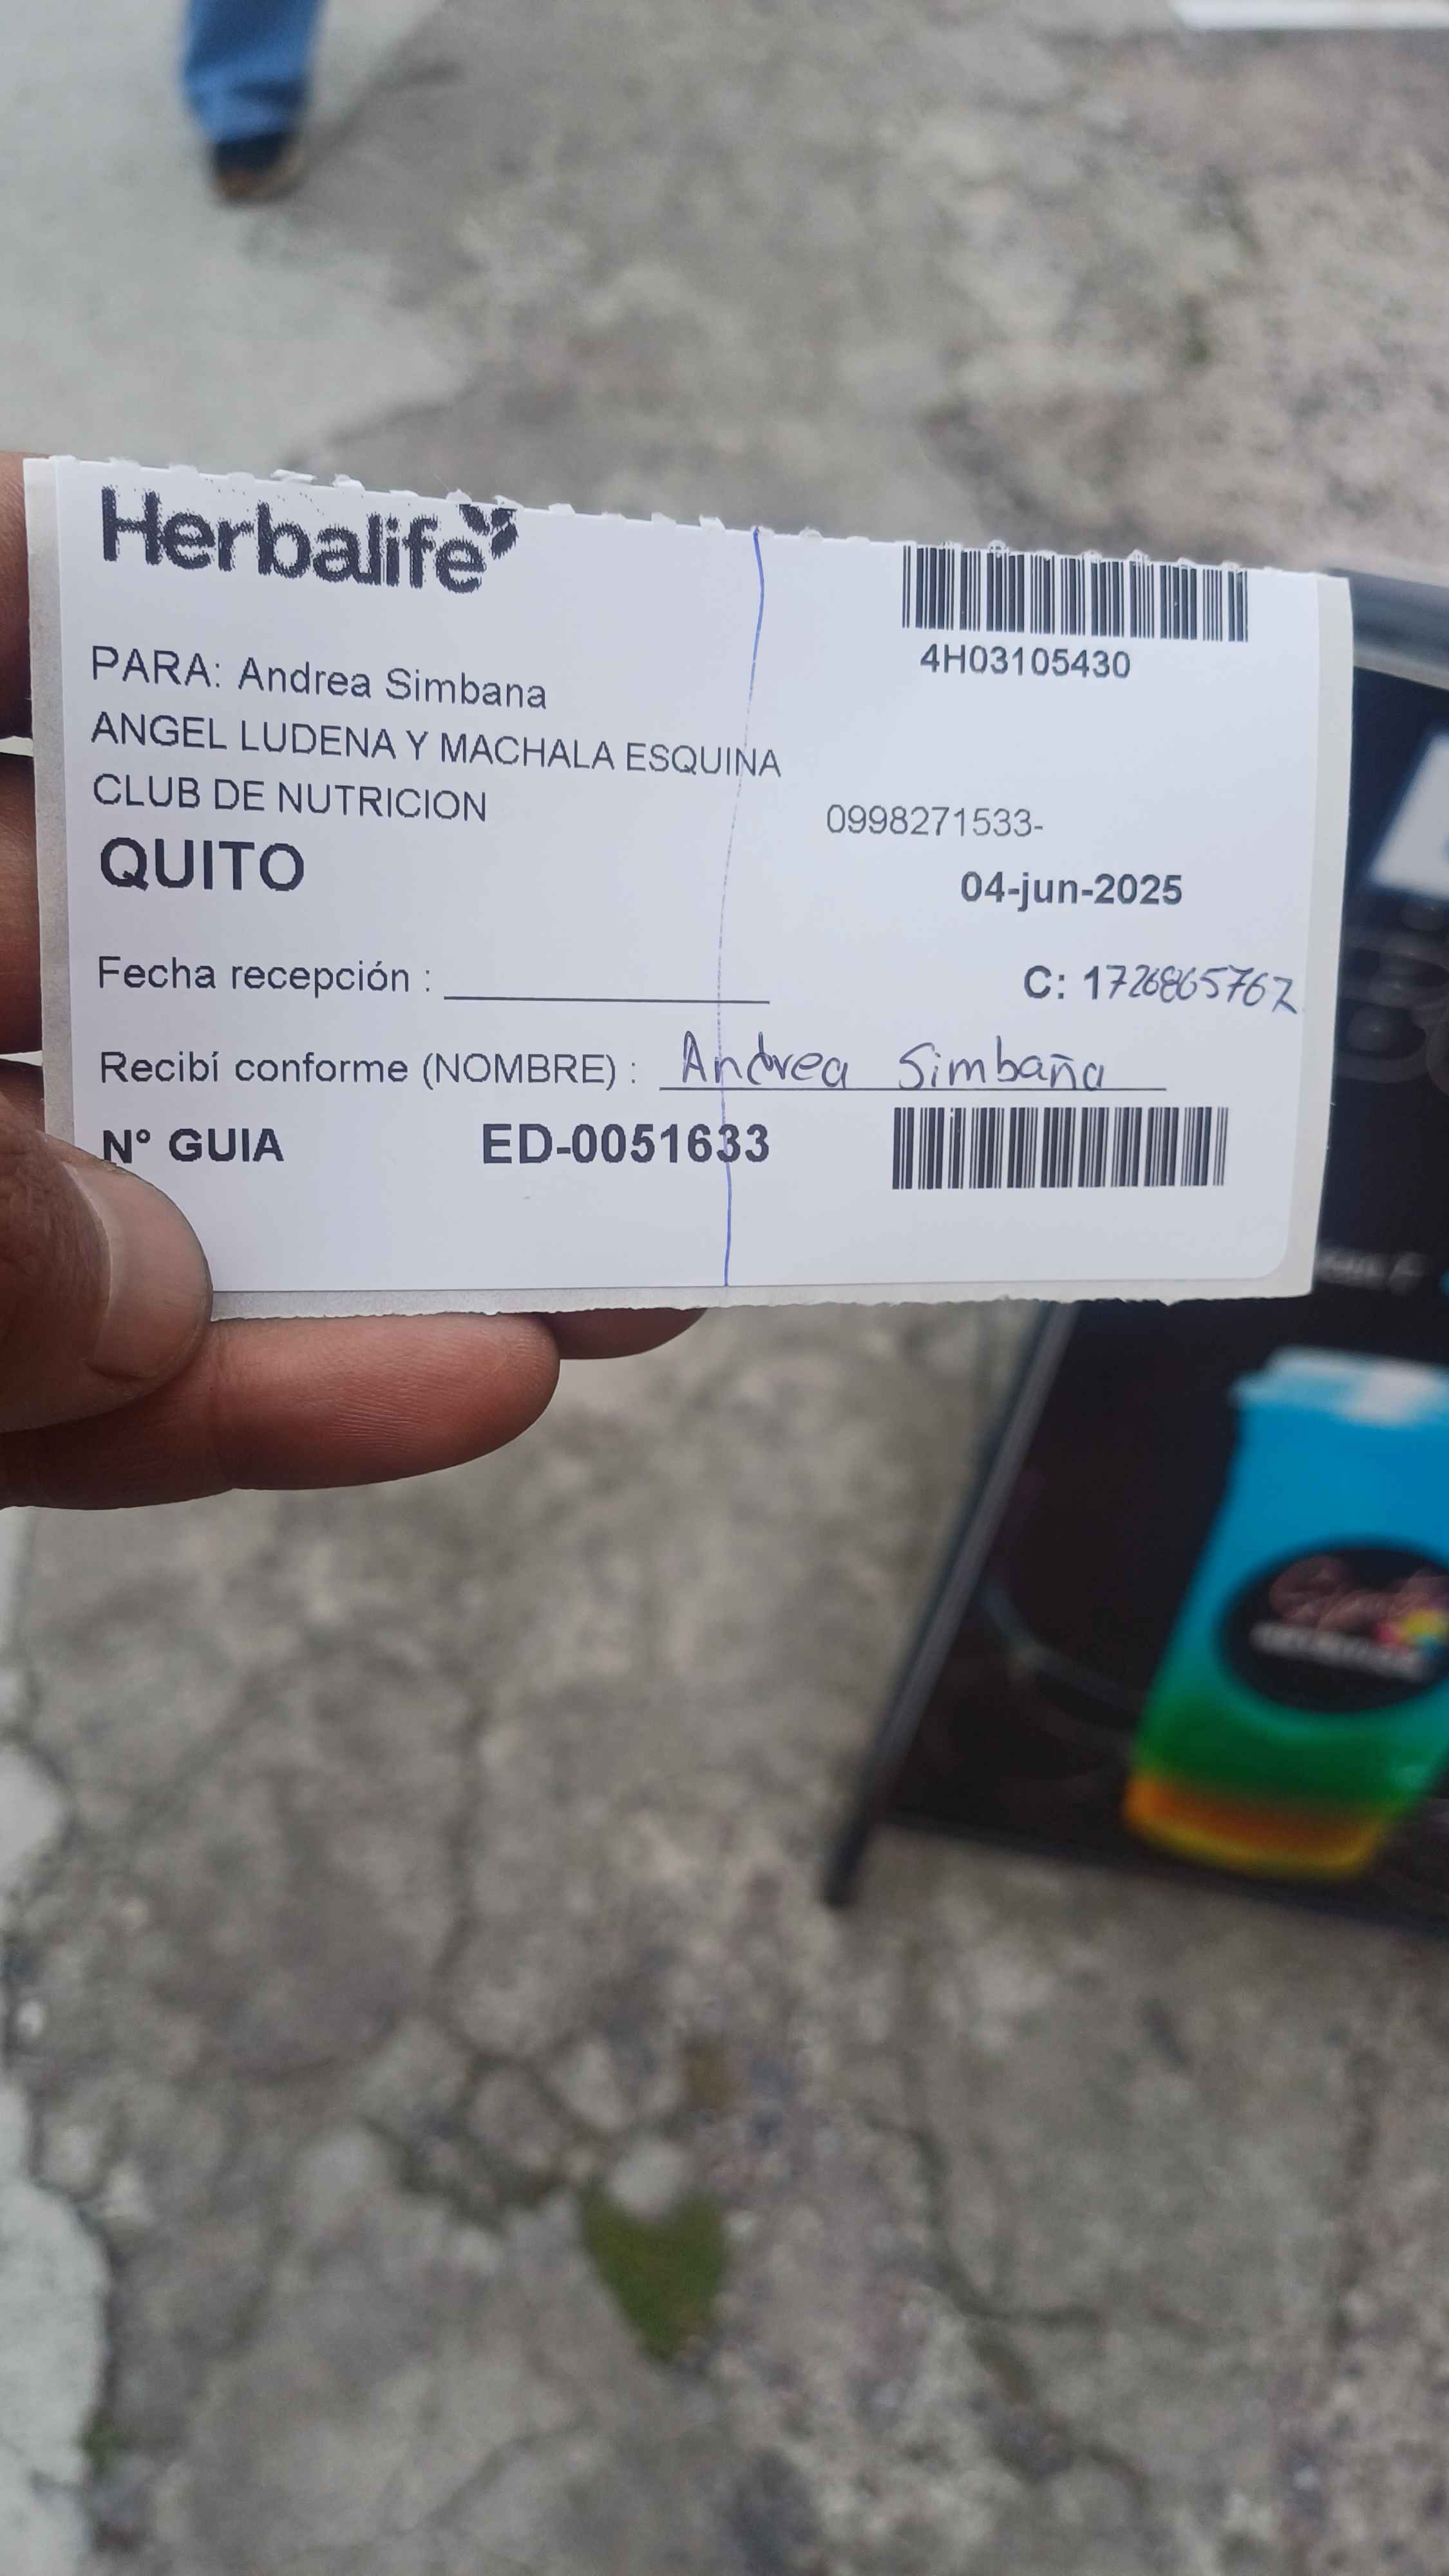 Herbalife
4H03105430
PARA: Andrea Simbana
ANGEL LUDENA Y MACHALA ESQUINA
CLUB DE NUTRICION
0998271533-
QUITO
04-jun-2025
Fecha recepción :
C: 1726865767
Recibí conforme (NOMBRE) : Andrea Simbaña
N° GUIA ED-0051633